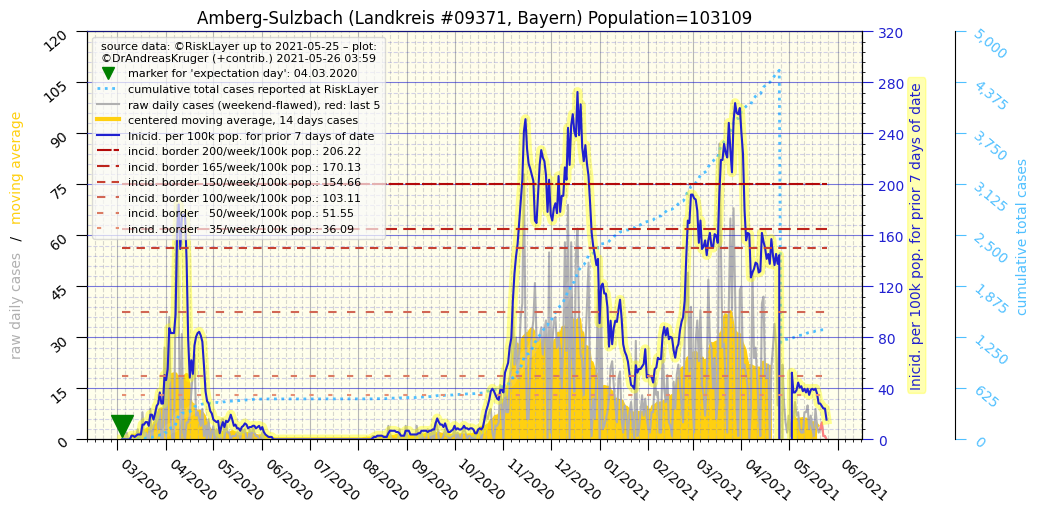 Amberg-Sulzbach (Landkreis #09371, Bayern) Population=103109
source data: ©RiskLayer up to 2021-05-25 – plot:
©DrAndreasKruger (+contrib.) 2021-05-26 03:59
marker for 'expectation day': 04.03.2020
cumulative total cases reported at RiskLayer
raw daily cases (weekend-flawed), red: last 5
centered moving average, 14 days cases
Inicid. per 100k pop. for prior 7 days of date
incid. border 200/week/100k pop.: 206.22
incid. border 165/week/100k pop.: 170.13
incid. border 150/week/100k pop.: 154.66
incid. border 100/week/100k pop.: 103.11
incid. border   50/week/100k pop.: 51.55
incid. border   35/week/100k pop.: 36.09
raw daily cases / moving average
120
105
90
75
60
45
30
15
0
320
280
240
200
160
120
80
40
0
Inicid. per 100k pop. for prior 7 days of date
5,000
4,375
3,750
3,125
2,500
1,875
1,250
625
0
cumulative total cases
03/2020
04/2020
05/2020
06/2020
07/2020
08/2020
09/2020
10/2020
11/2020
12/2020
01/2021
02/2021
03/2021
04/2021
05/2021
06/2021